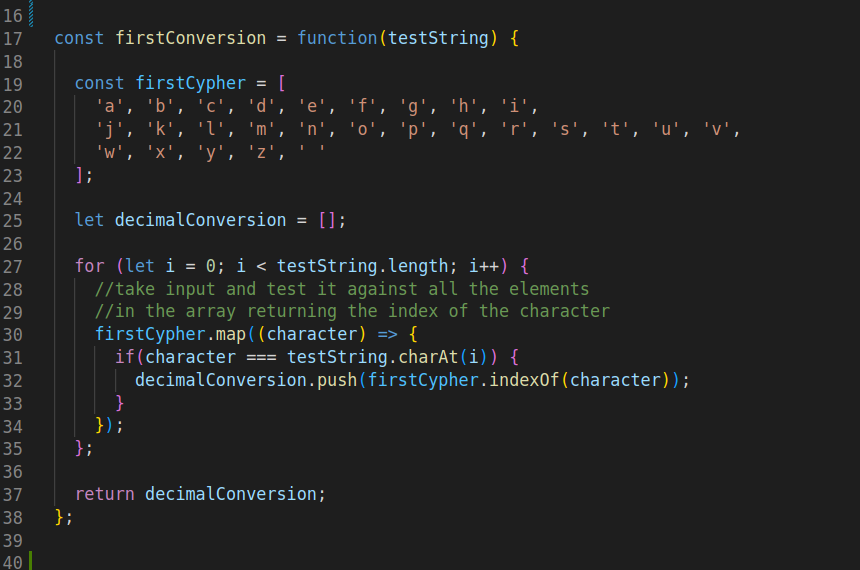 16
17 const firstConversion = function(testString) {
18
19 const firstCypher = [
20 'a', 'b', 'c', 'd', 'e', 'f', 'g', 'h', 'i',
21 'j', 'k', 'l', 'm', 'n', 'o', 'p', 'q', 'r', 's', 't', 'u', 'v',
22 'w', 'x', 'y', 'z', ' '
23 ];
24
25 let decimalConversion = [];
26
27 for (let i = 0; i < testString.length; i++) {
28 //take input and test it against all the elements
29 //in the array returning the index of the character
30 firstCypher.map((character) => {
31 if(character === testString.charAt(i)) {
32 decimalConversion.push(firstCypher.indexOf(character));
33 }
34 });
35 };
36
37 return decimalConversion;
38 };
39
40